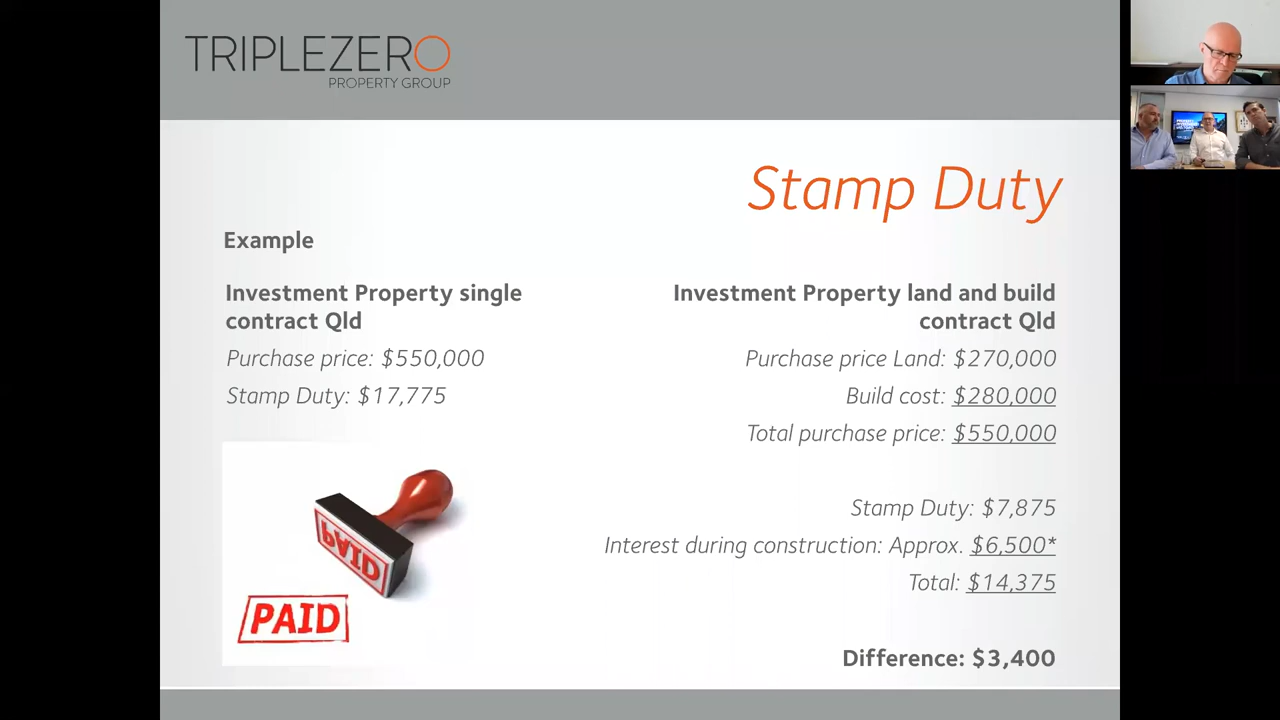 TRIPLEZERO
PROPERTY GROUP
Stamp Duty
Example
Investment Property single
contract Qld
Purchase price: $550,000
Stamp Duty: $17,775
Investment Property land and build
contract Qld
Purchase price Land: $270,000
Build cost: $280,000
Total purchase price: $550,000
Stamp Duty: $7,875
Interest during construction: Approx. $6,500*
Total: $14,375
Difference: $3,400
PAID
PAID